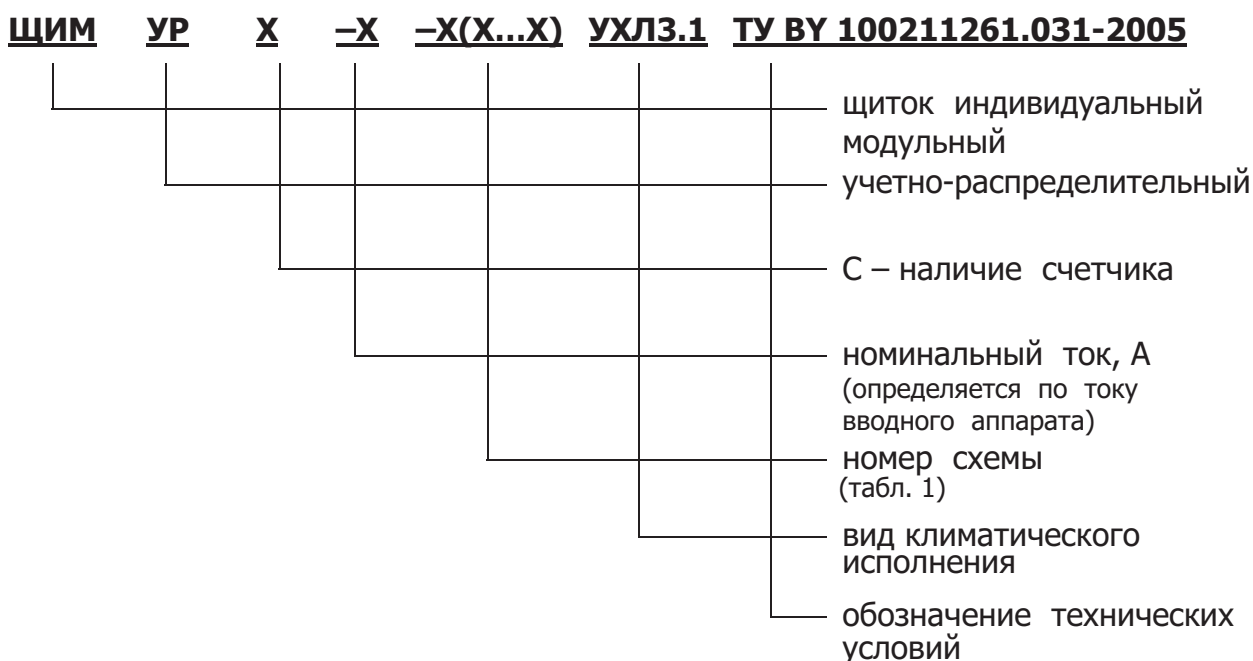 ЩИМ УР Х –Х –Х(Х...Х) УХЛ3.1 ТУ BY 100211261.031-2005
щиток индивидуальный
модульный
учетно-распределительный
С – наличие счетчика
номинальный ток, А
(определяется по току
вводного аппарата)
номер схемы
(табл. 1)
вид климатического
исполнения
обозначение технических
условий